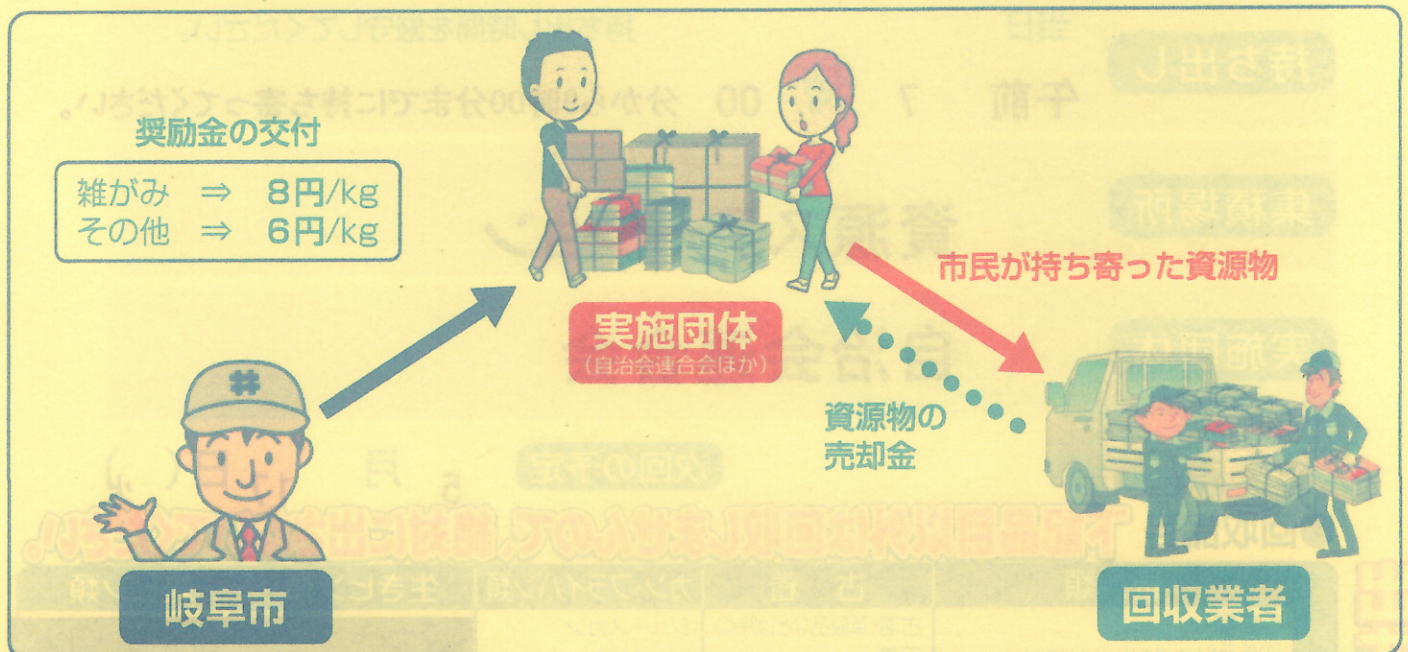 奨励金の交付
雑がみ ⇒ 8円/kg
その他 ⇒ 6円/kg
実施団体
(自治会連合会ほか)
市民が持ち寄った資源物
資源物の
売却金
岐阜市
回収業者